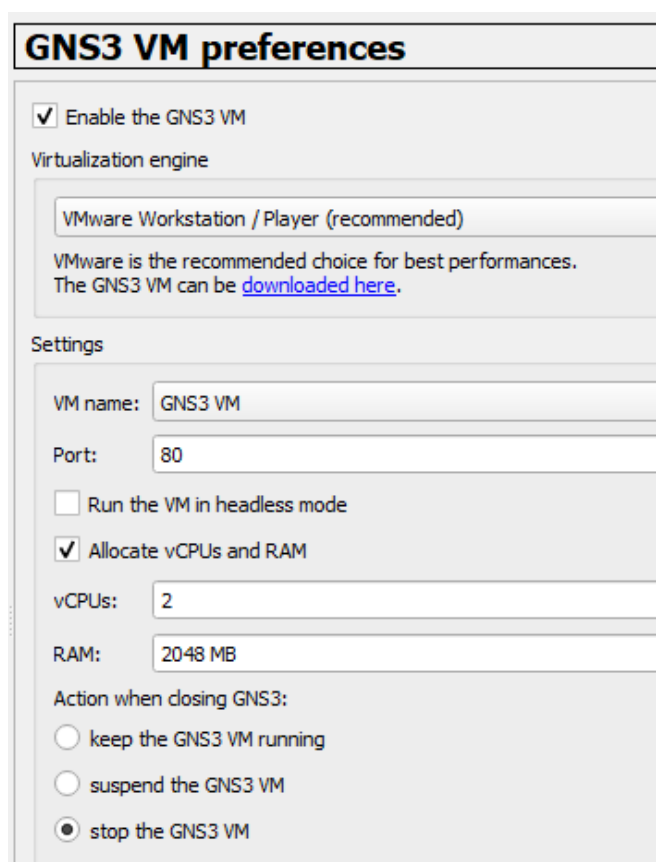 GNS3 VM preferences
Enable the GNS3 VM
Virtualization engine
VMware Workstation / Player (recommended)
VMware is the recommended choice for best performances.
The GNS3 VM can be downloaded here.
Settings
VM name: GNS3 VM
Port: 80
Run the VM in headless mode
Allocate vCPUs and RAM
vCPUs: 2
RAM: 2048 MB
Action when closing GNS3:
keep the GNS3 VM running
suspend the GNS3 VM
stop the GNS3 VM